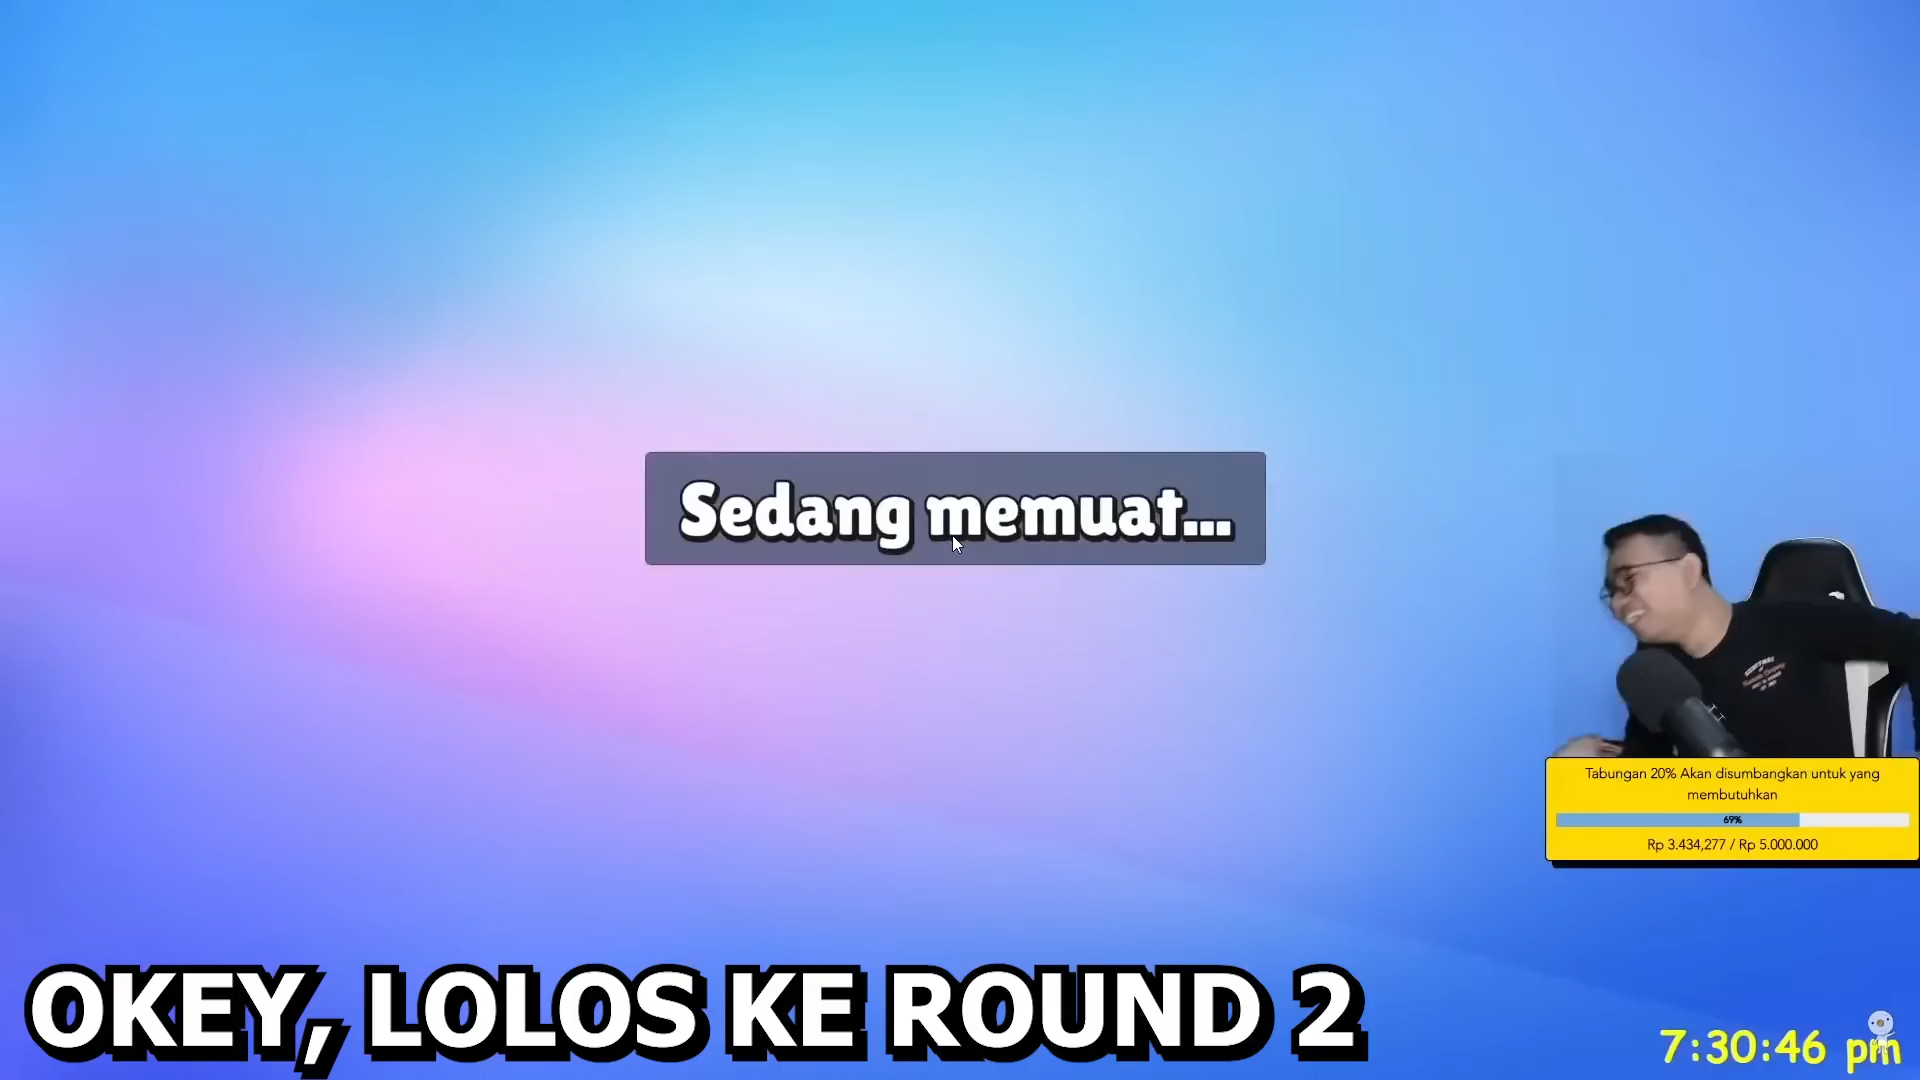 Sedang memuat...
Tabungan 20% Akan disumbangkan untuk yang
membutuhkan
69%
Rp 3.434,277 / Rp 5.000.000
OKEY, LOLOS KE ROUND 2
7:30:46 pm